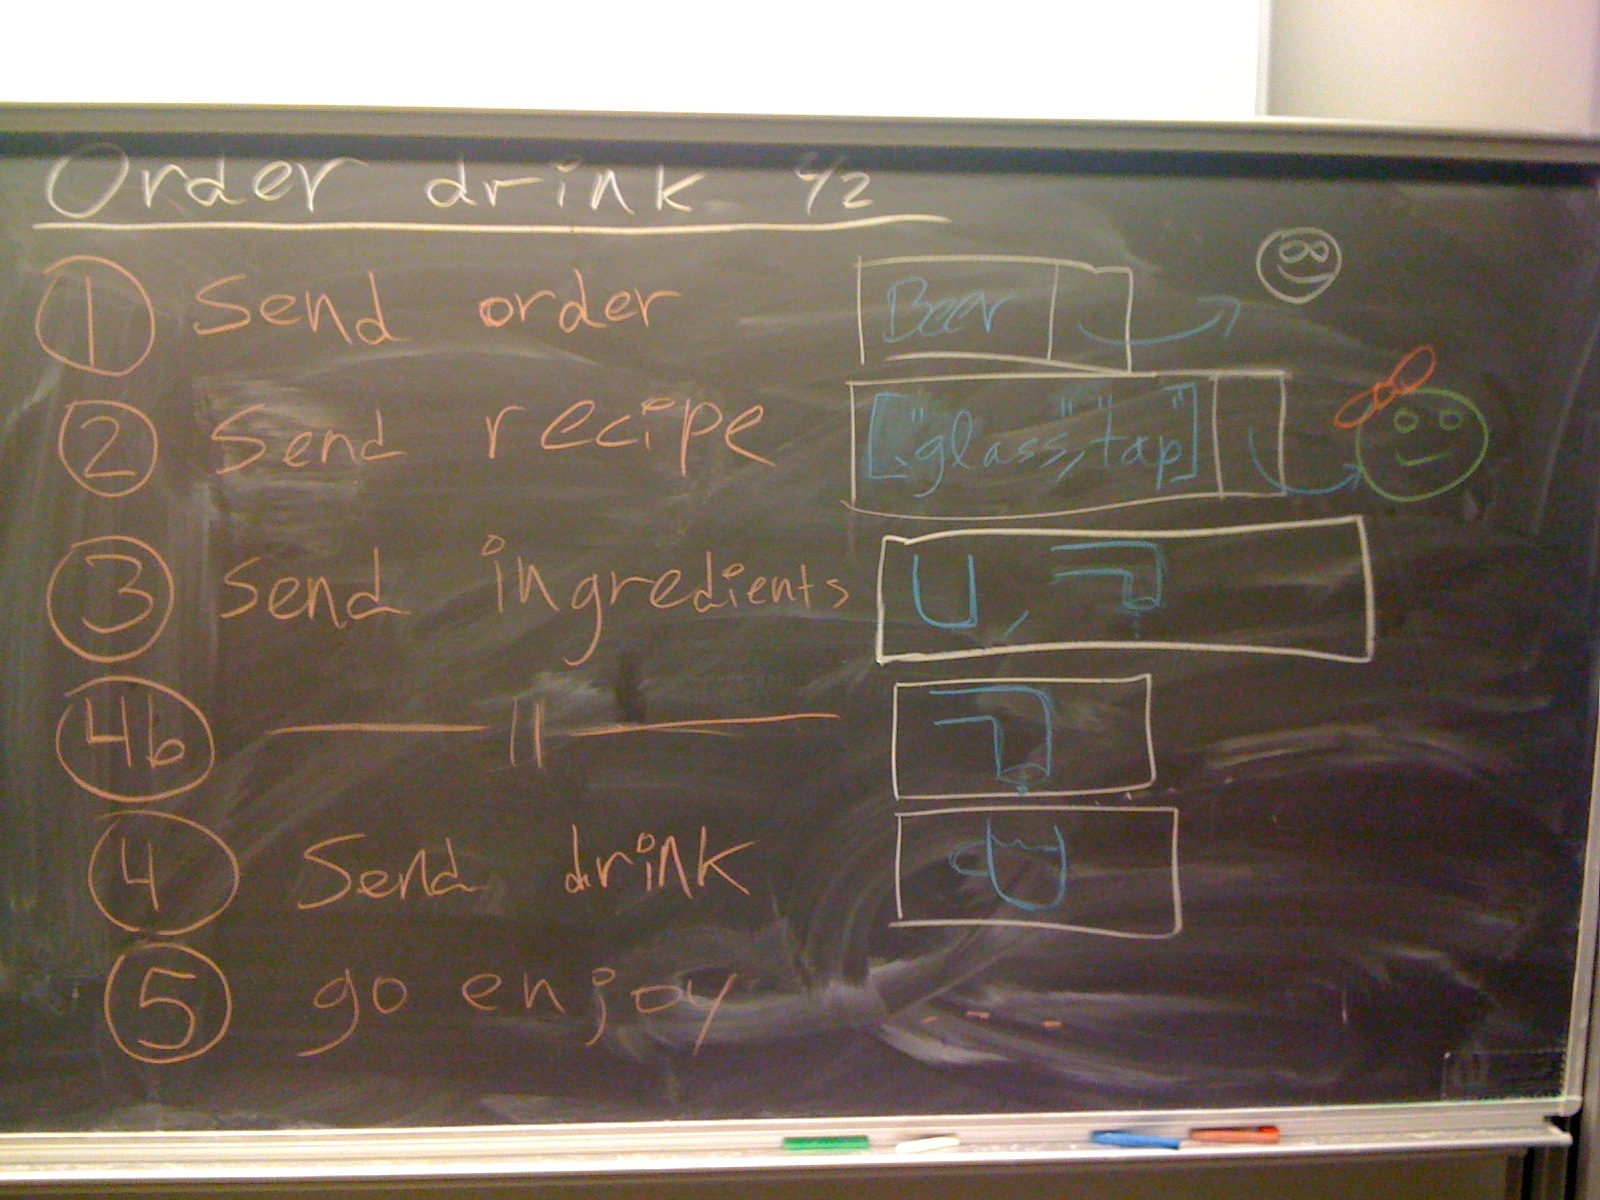 Order drink 2/2
1 Send order Beer
2 Send recipe ["glass", "tap"]
3 Send ingredients ,
4b —— || ——
4 Send drink
5 go enjoy ---